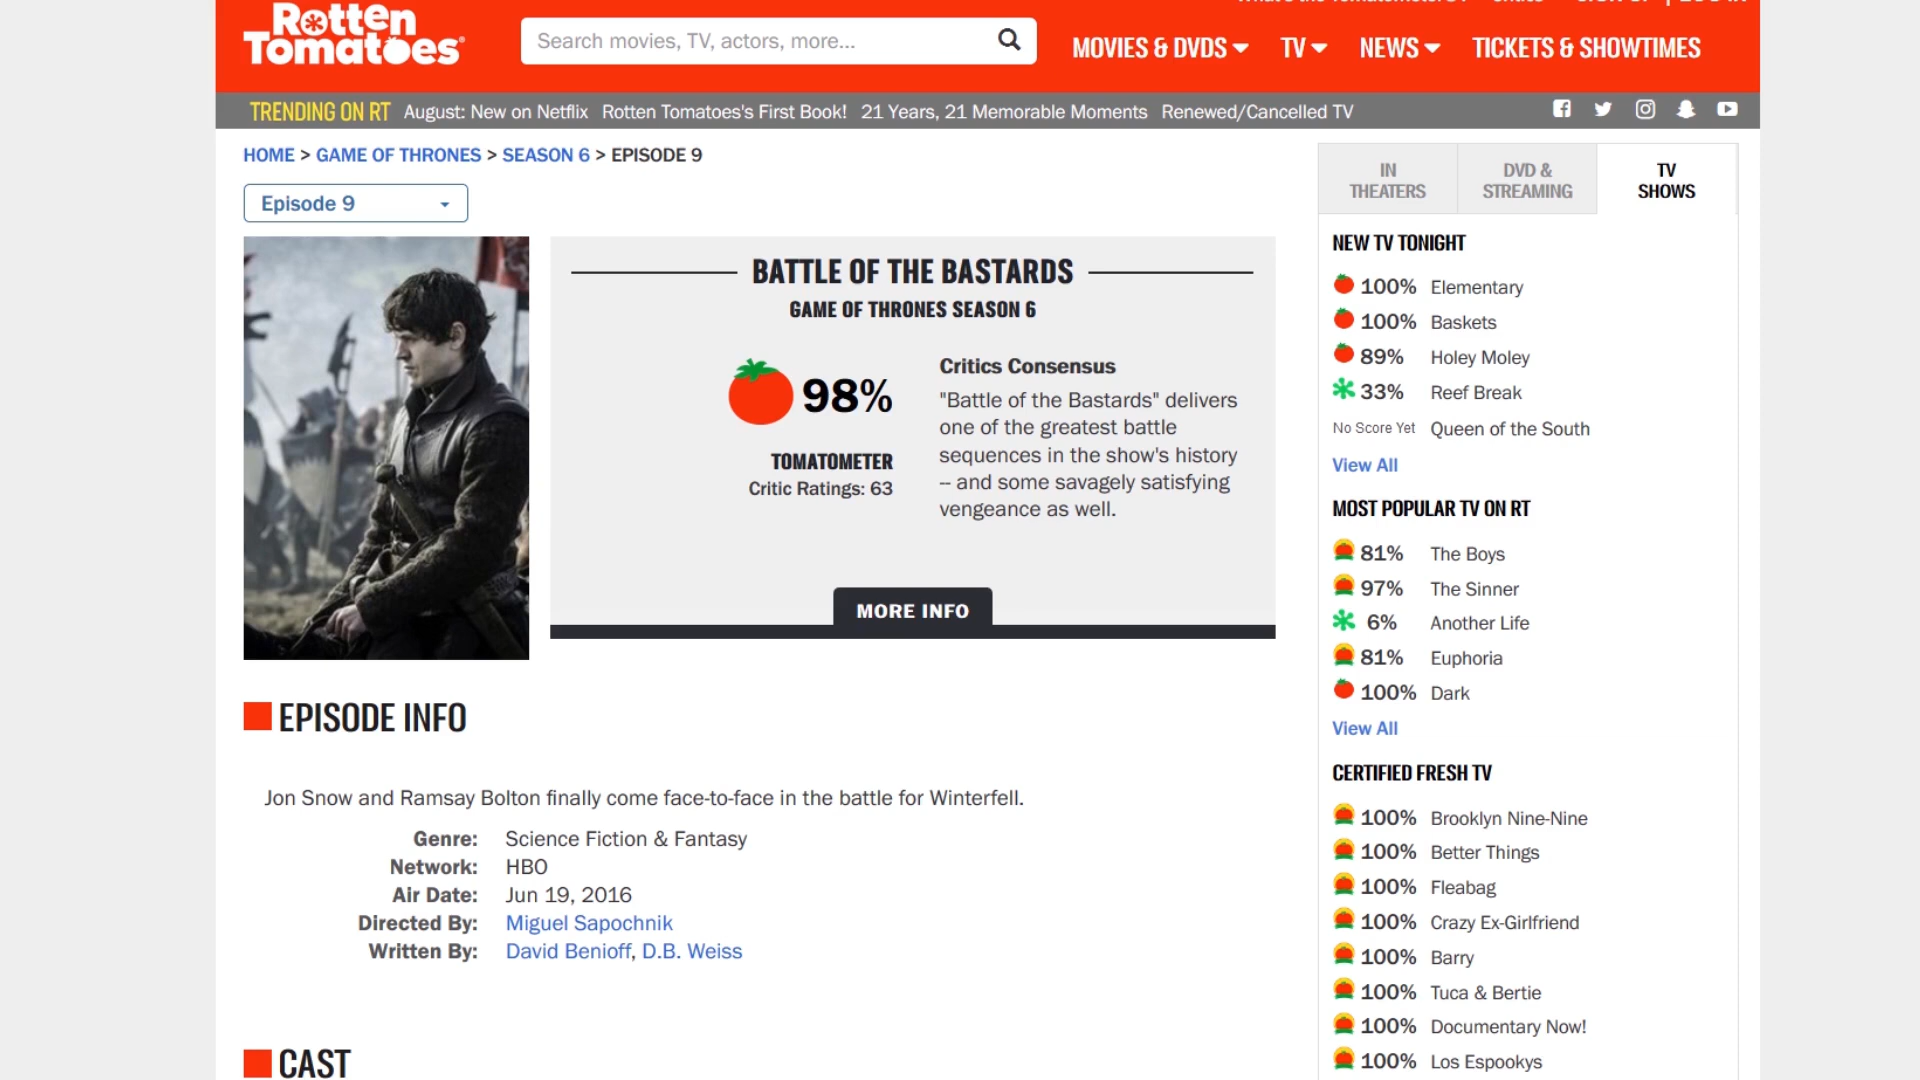 Rotten
Tomatoes
Search movies, TV, actors, more...
MOVIES & DVDS
TV
NEWS
TICKETS & SHOWTIMES
TRENDING ON RT
August: New on Netflix
Rotten Tomatoes's First Book!
21 Years, 21 Memorable Moments
Renewed/Cancelled TV
HOME > GAME OF THRONES > SEASON 6 > EPISODE 9
Episode 9
BATTLE OF THE BASTARDS
GAME OF THRONES SEASON 6
98%
TOMATOMETER
Critic Ratings: 63
Critics Consensus
"Battle of the Bastards" delivers
one of the greatest battle
sequences in the show's history
-- and some savagely satisfying
vengeance as well.
MORE INFO
EPISODE INFO
Jon Snow and Ramsay Bolton finally come face-to-face in the battle for Winterfell.
Genre: Science Fiction & Fantasy
Network: HBO
Air Date: Jun 19, 2016
Directed By: Miguel Sapochnik
Written By: David Benioff, D.B. Weiss
CAST
IN
THEATERS
DVD &
STREAMING
TV
SHOWS
NEW TV TONIGHT
100% Elementary
100% Baskets
89% Holey Moley
33% Reef Break
No Score Yet Queen of the South
View All
MOST POPULAR TV ON RT
81% The Boys
97% The Sinner
6% Another Life
81% Euphoria
100% Dark
View All
CERTIFIED FRESH TV
100% Brooklyn Nine-Nine
100% Better Things
100% Fleabag
100% Crazy Ex-Girlfriend
100% Barry
100% Tuca & Bertie
100% Documentary Now!
100% Los Espookys